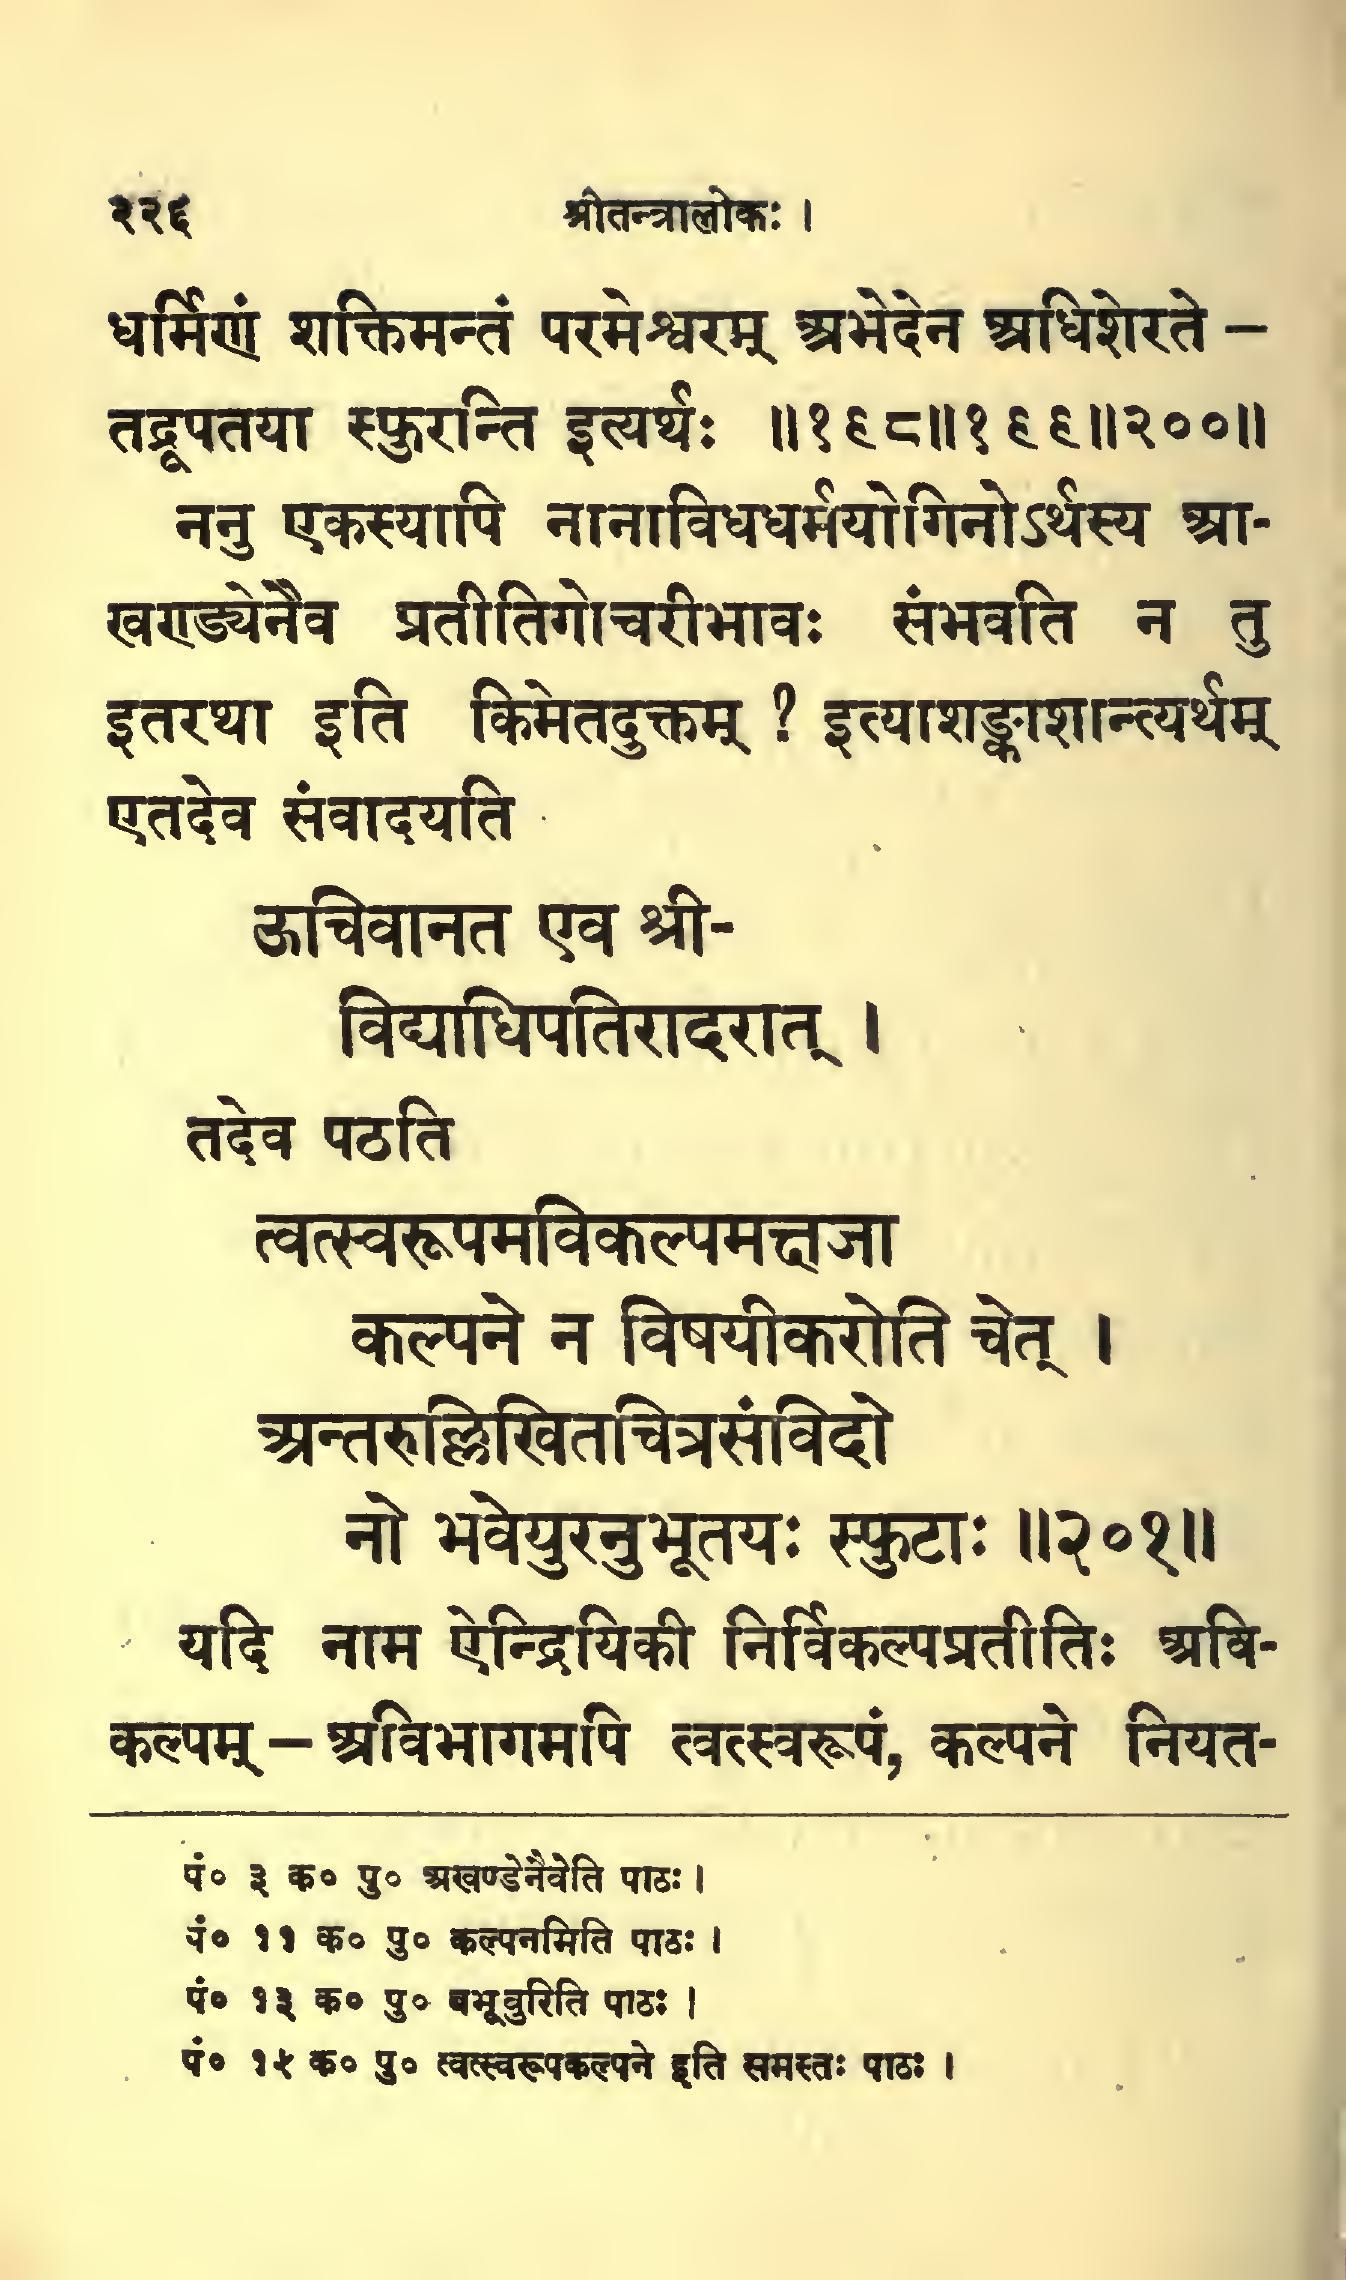 २२६ श्रीतन्त्रालोकः ।
धर्मिणं शक्तिमन्तं परमेश्वरम् अभेदेन अधिशेरते –
तद्रूपतया स्फुरन्ति इत्यर्थः ॥१९८॥१९९॥२००॥
ननु एकस्यापि नानाविधधर्मयोगिनोऽर्थस्य आ-
खण्ड्येनैव प्रतीतिगोचरीभावः संभवति न तु
इतरथा इति किमेतदुक्तम् ? इत्याशङ्काशान्त्यर्थम्
एतदेव संवादयति
ऊचिवानत एव श्री-
विद्याधिपतिरादरात् ।
तदेव पठति
त्वत्स्वरूपमविकल्पमक्षजा
कल्पने न विषयीकरोति चेत् ।
अन्तरुल्लिखितचित्रसंविदो
नो भवेयुरनुभूतयः स्फुटाः ॥२०१॥
यदि नाम ऐन्द्रियिकी निर्विकल्पप्रतीतिः अवि-
कल्पम् – अविभागमपि त्वत्स्वरूपं, कल्पने नियत-
पं० ३ क० पु० अखण्डेनैवेति पाठः ।
पं० ११ क० पु० कल्पनमिति पाठः ।
पं० १३ क० पु० बभूवुरिति पाठः ।
पं० १५ क० पु० त्वत्स्वरूपकल्पने इति समस्तः पाठः ।